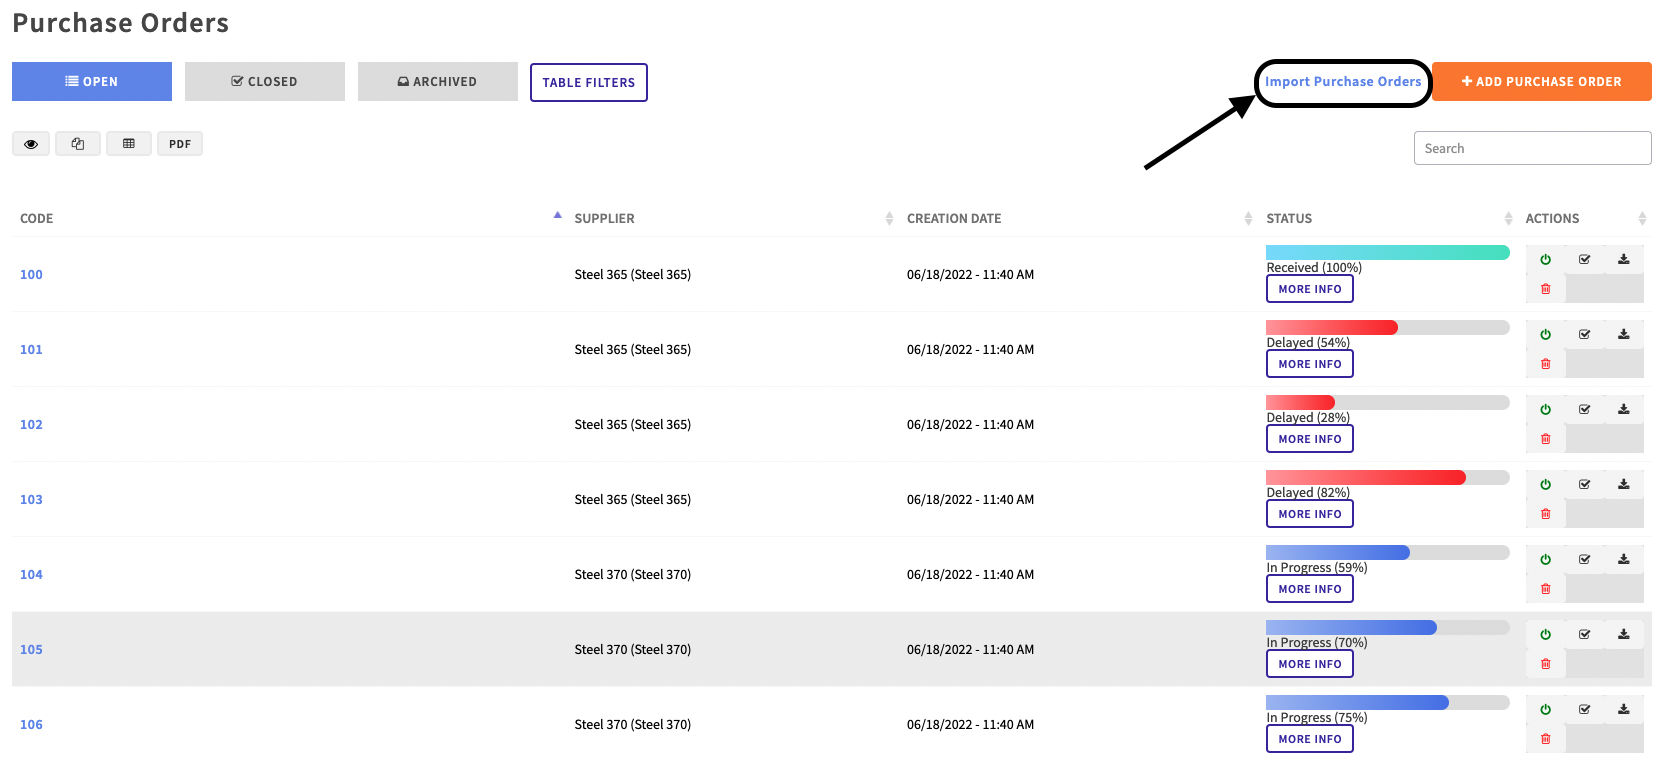 Purchase Orders
OPEN CLOSED ARCHIVED TABLE FILTERS Import Purchase Orders + ADD PURCHASE ORDER
PDF Search
CODE SUPPLIER CREATION DATE STATUS ACTIONS
100 Steel 365 (Steel 365) 06/18/2022 - 11:40 AM Received (100%)
MORE INFO
101 Steel 365 (Steel 365) 06/18/2022 - 11:40 AM Delayed (54%)
MORE INFO
102 Steel 365 (Steel 365) 06/18/2022 - 11:40 AM Delayed (28%)
MORE INFO
103 Steel 365 (Steel 365) 06/18/2022 - 11:40 AM Delayed (82%)
MORE INFO
104 Steel 370 (Steel 370) 06/18/2022 - 11:40 AM In Progress (59%)
MORE INFO
105 Steel 370 (Steel 370) 06/18/2022 - 11:40 AM In Progress (70%)
MORE INFO
106 Steel 370 (Steel 370) 06/18/2022 - 11:40 AM In Progress (75%)
MORE INFO